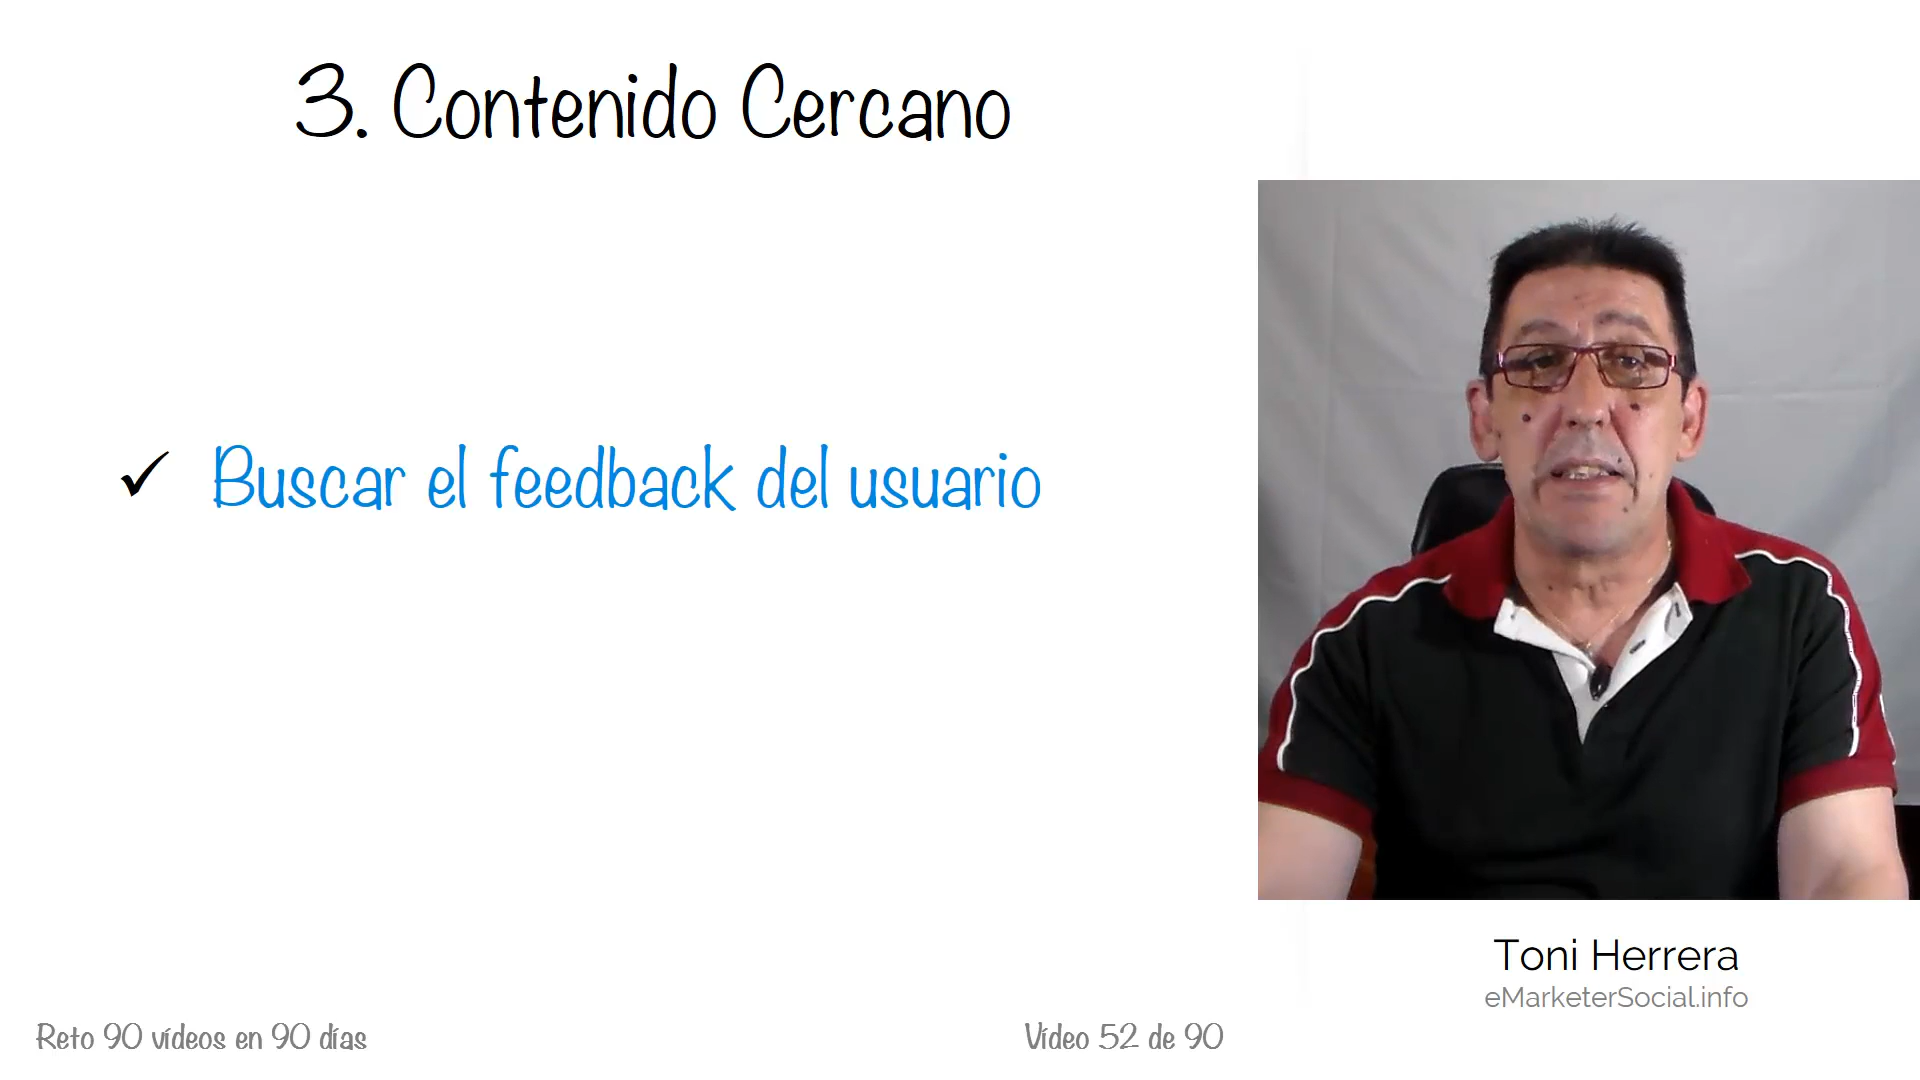 3. Contenido Cercano
✓ Buscar el feedback del usuario
Toni Herrera
eMarketerSocial.info
Reto 90 vídeos en 90 días
Vídeo 52 de 90